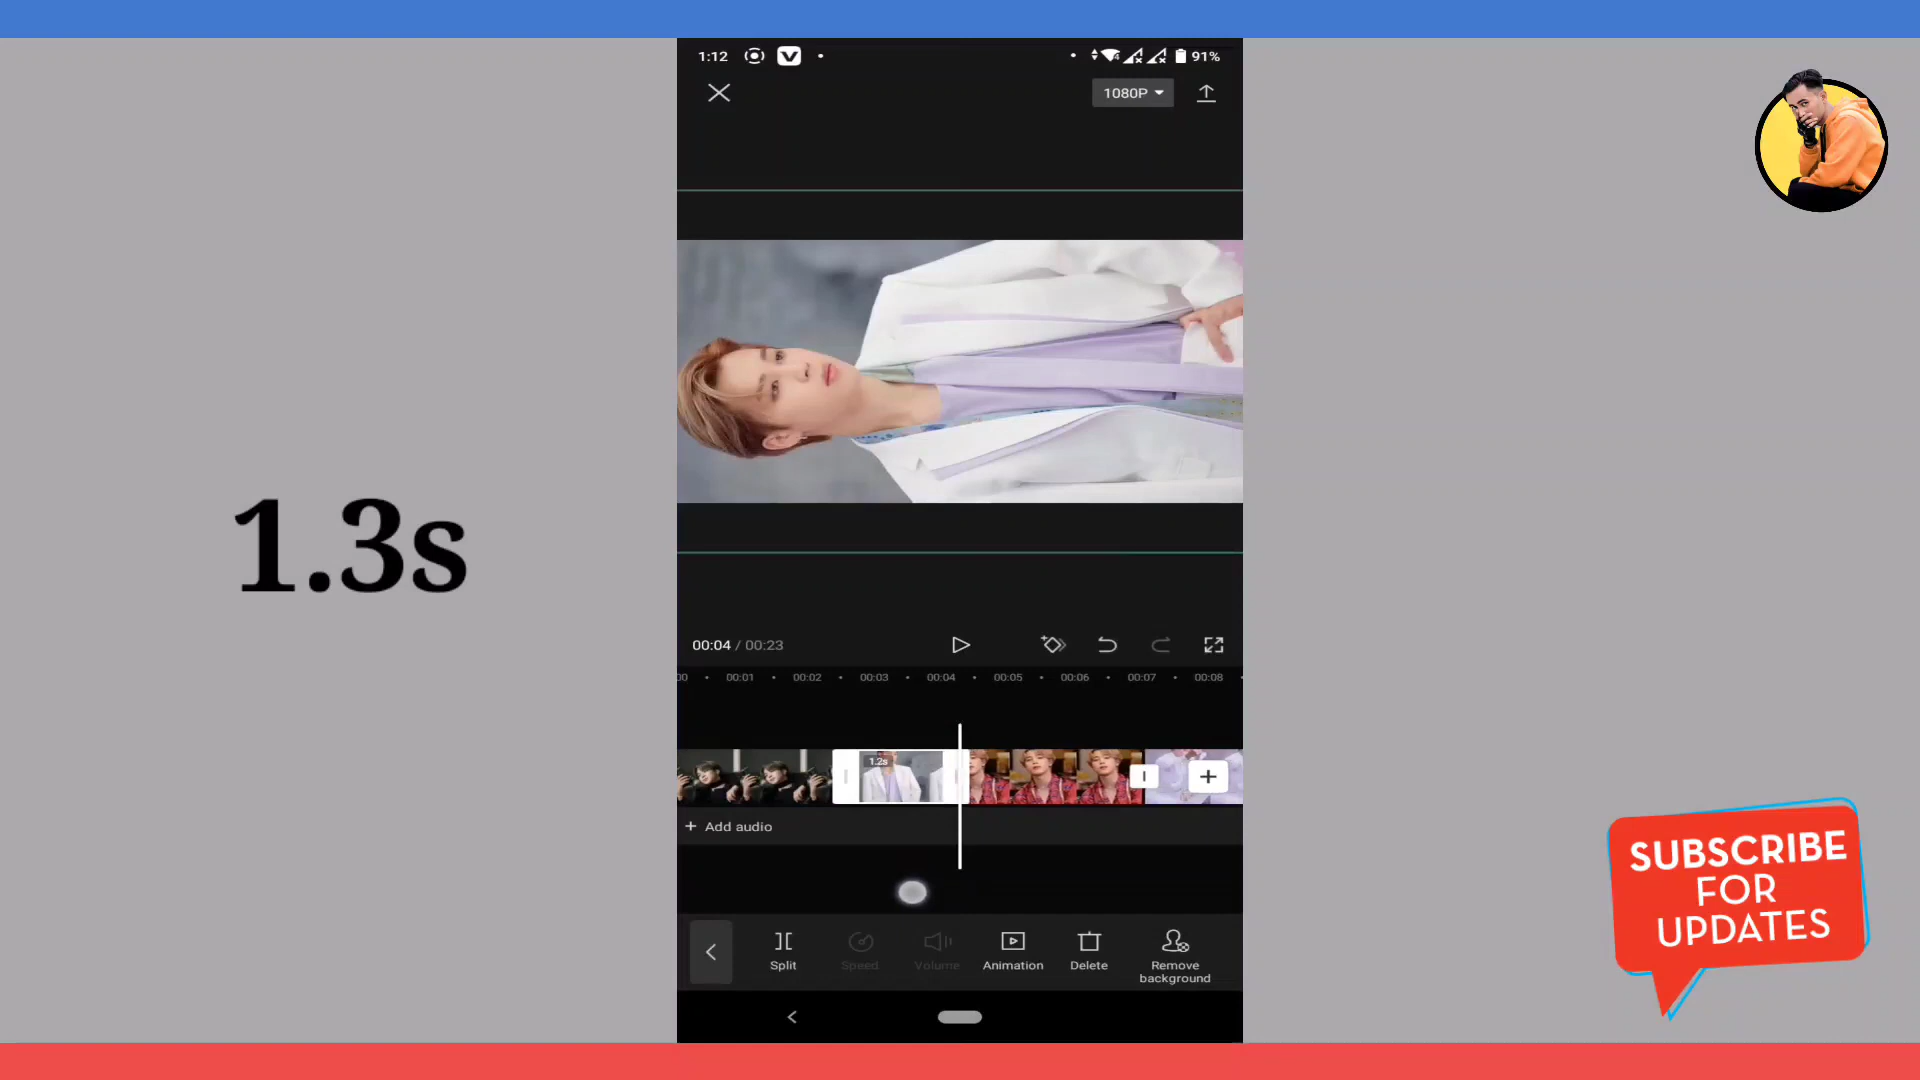 1:12
91%
1080P
1.3s
00:04 / 00:23
00 00:01 00:02 00:03 00:04 00:05 00:06 00:07 00:08
1.2s
+ Add audio
Split
Speed
Volume
Animation
Delete
Remove
background
SUBSCRIBE
FOR
UPDATES